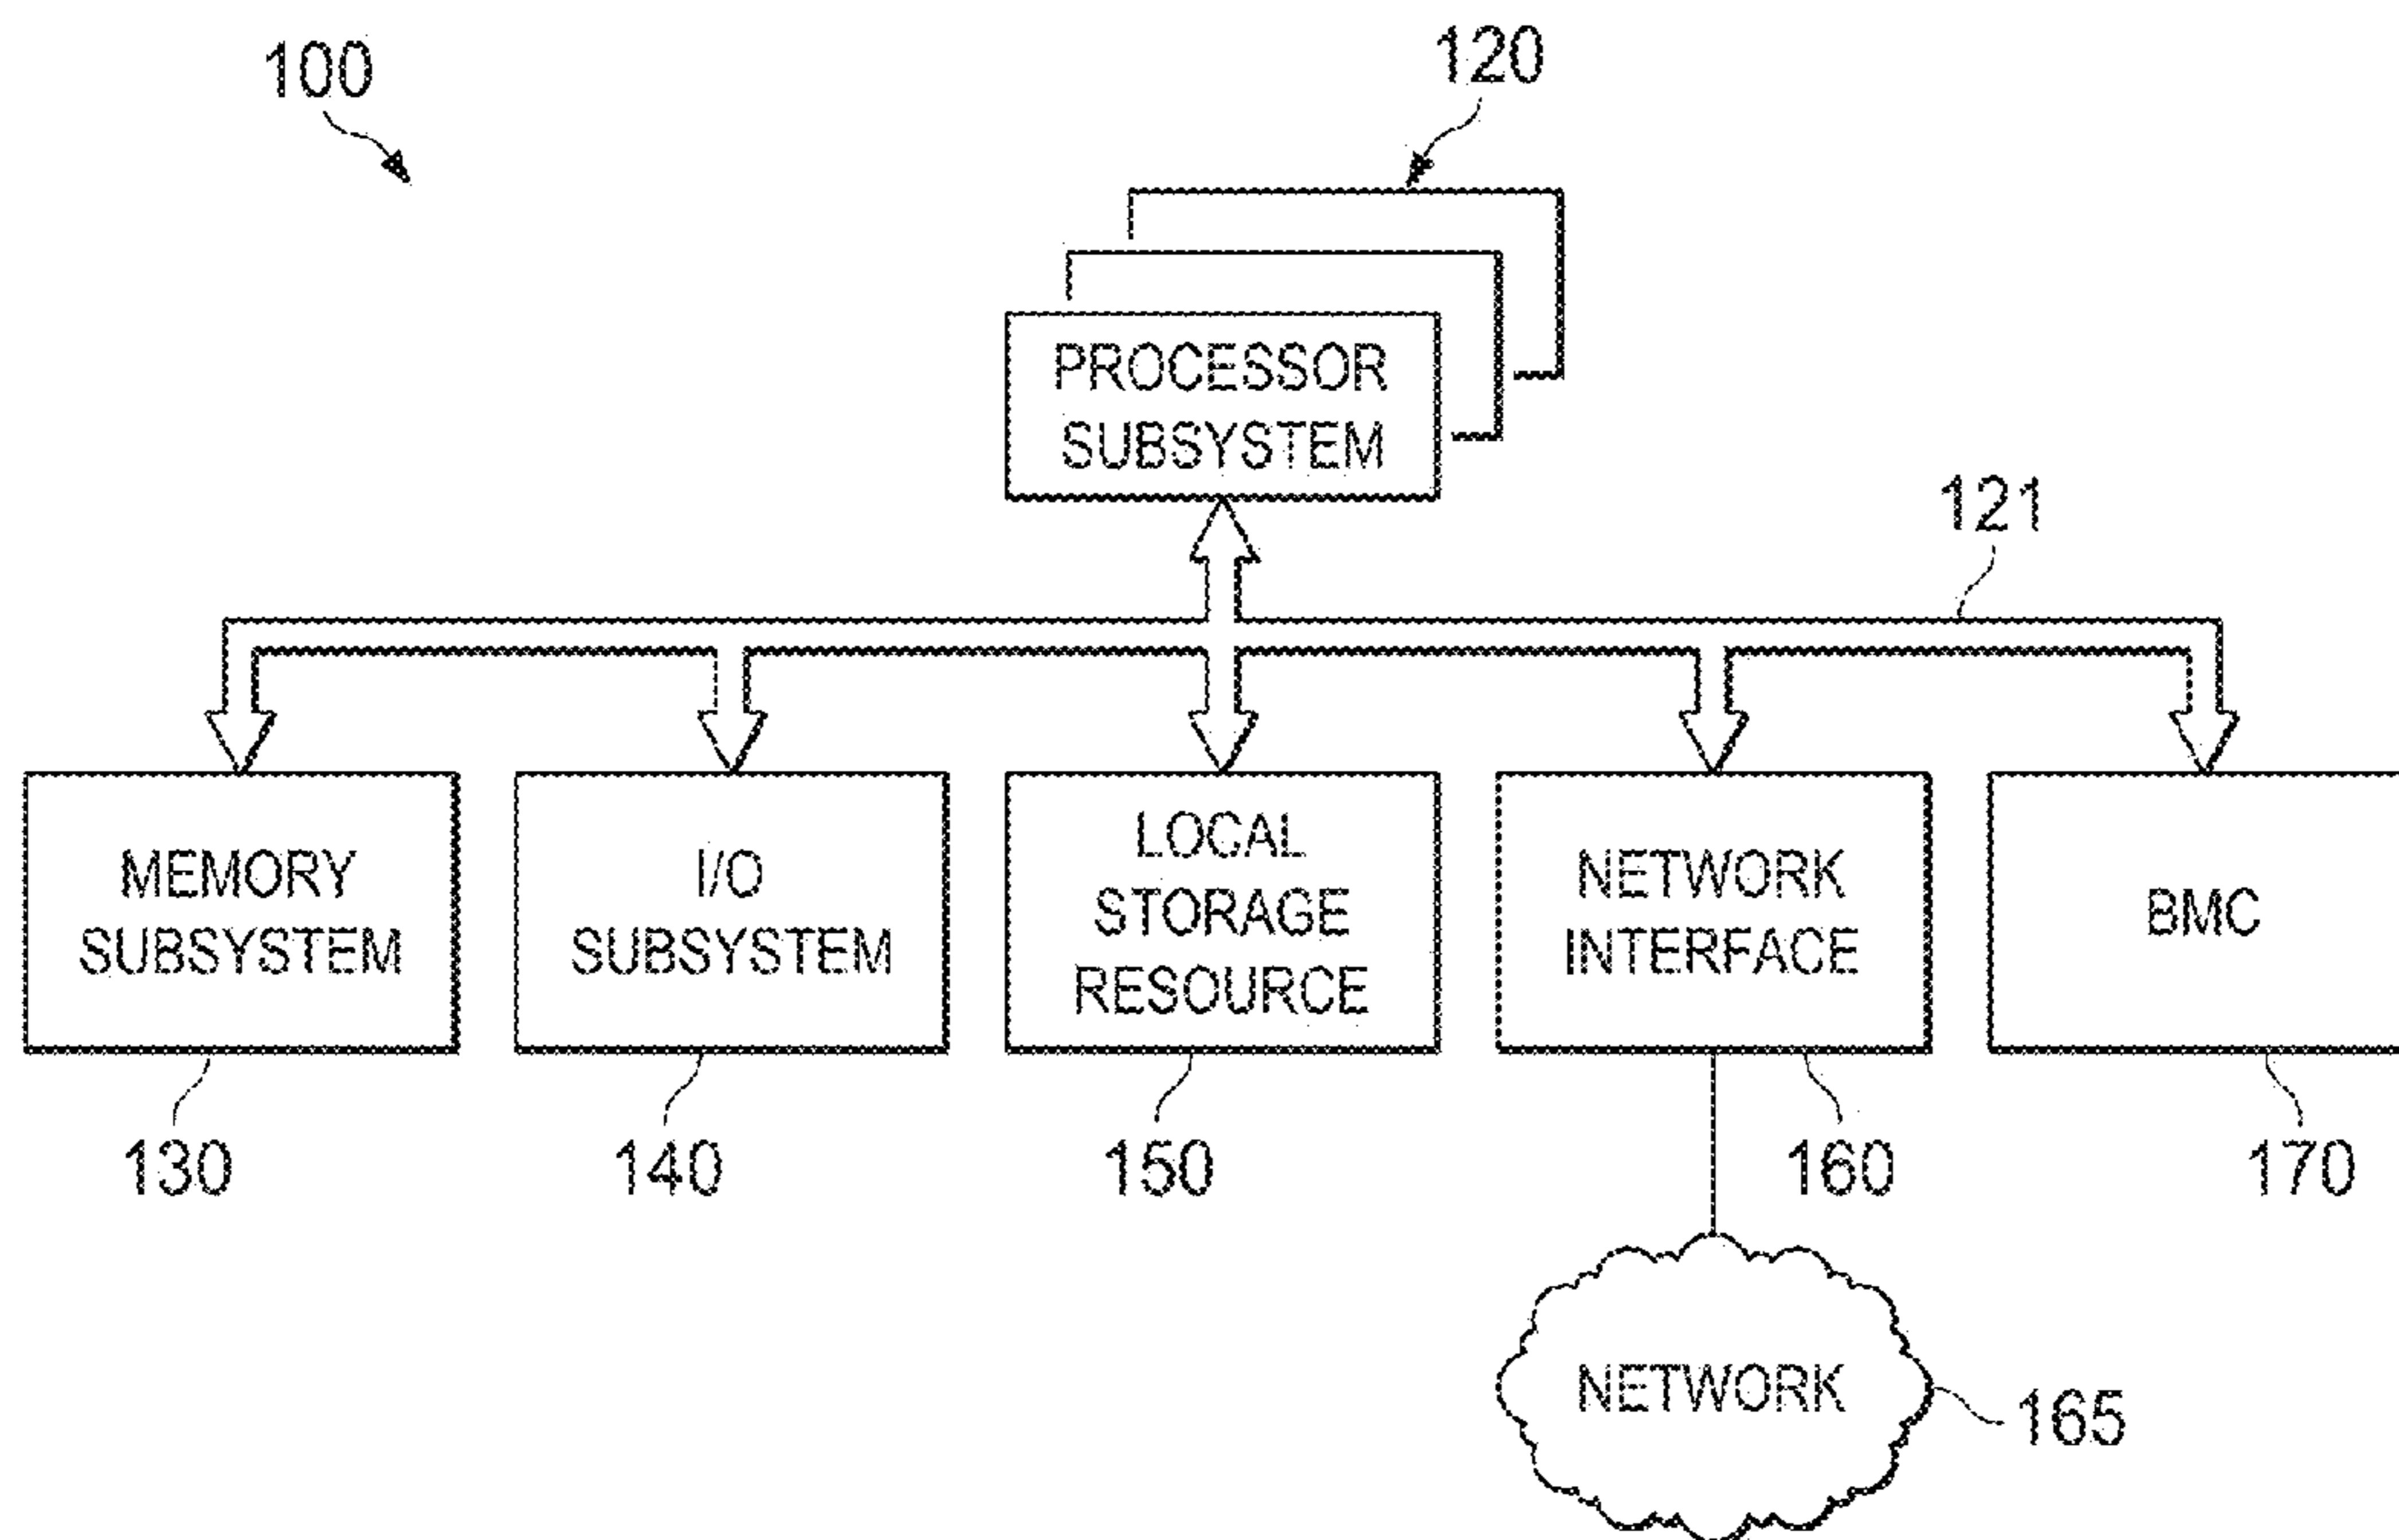 100
120
PROCESSOR
SUBSYSTEM
121
MEMORY
SUBSYSTEM
I/O
SUBSYSTEM
LOCAL
STORAGE
RESOURCE
NETWORK
INTERFACE
BMC
130
140
150
160
170
NETWORK
165